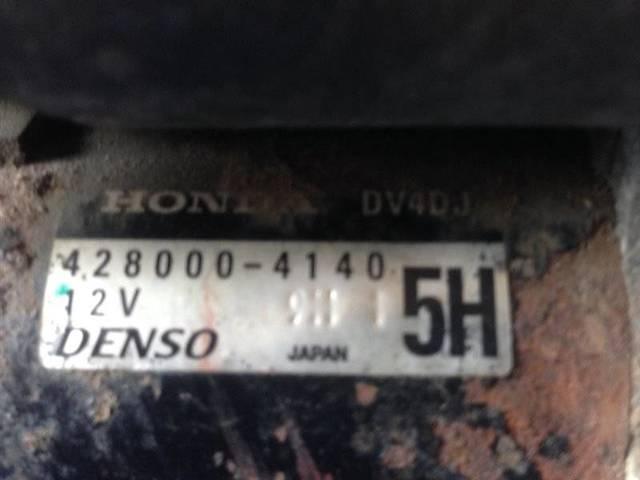 HONDA DV4DJ
428000-4140
12V
5H
DENSO JAPAN